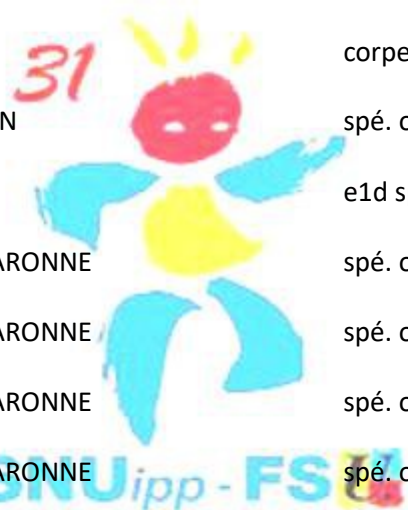 31
corpe
N
spé. c
e1d s
ARONNE
spé. c
ARONNE
spé. c
ARONNE
spé. c
ARONNE
spé. c
SNUipp - FSU